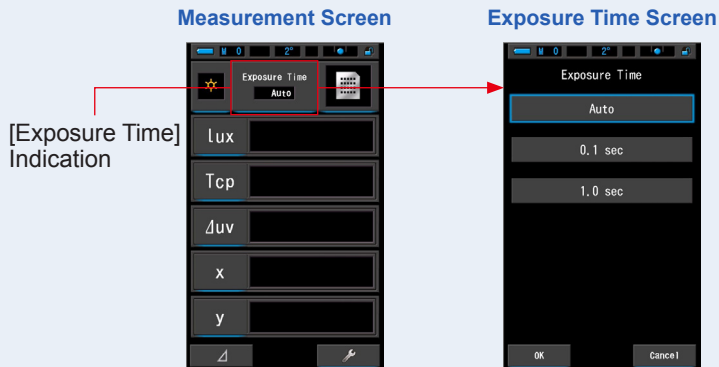 Measurement Screen
Exposure Time Screen
[Exposure Time]
Indication
M 0 2°
Exposure Time
Auto
lux
Tcp
⊿uv
x
y
⊿
M 0 2°
Exposure Time
Auto
0.1 sec
1.0 sec
OK Cancel